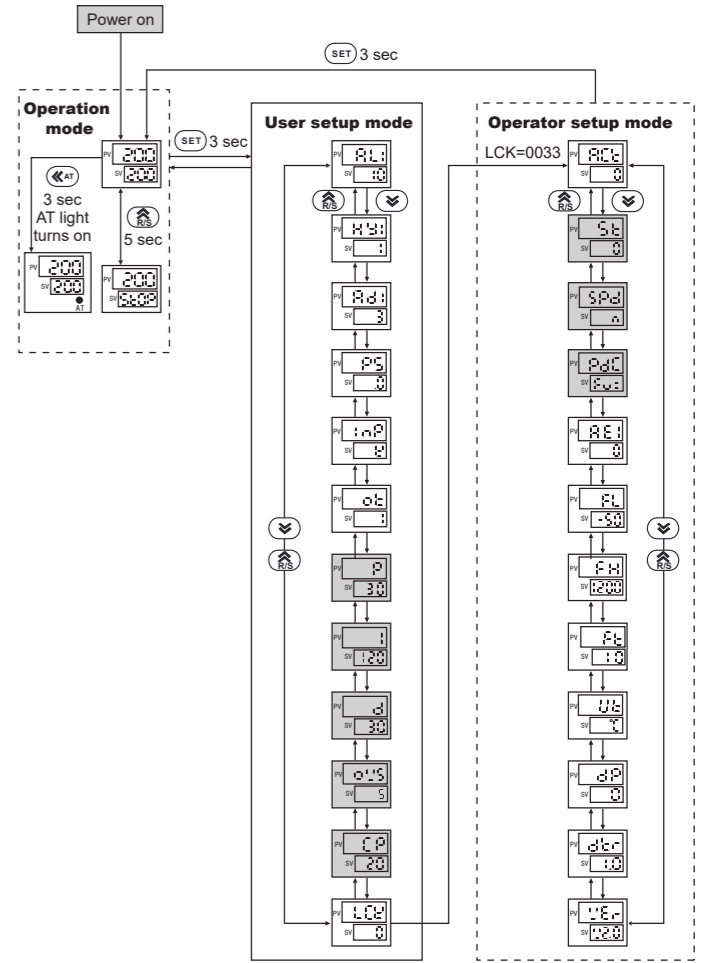 Power on
SET 3 sec
Operation
mode
PV 200
SV 200
SET 3 sec
AT
3 sec
AT light
turns on
R/S
5 sec
PV 200
SV 200
AT
PV 200
SV StOP
User setup mode
PV AL1
SV 10
R/S
PV HY1
SV 1
PV Ad1
SV 3
PV PS
SV .0
PV inP
SV
PV ot
SV 1
R/S
PV P
SV 30
PV I
SV 120
PV d
SV 30
PV oVS
SV 5
PV CP
SV 20
PV LCK
SV 0
Operator setup mode
LCK=0033
PV ACt
SV 0
R/S
PV St
SV 0
PV SPd
SV n
PV PdC
SV
PV AE1
SV 0
PV FL
SV -50
R/S
PV FH
SV 1200
PV Ft
SV 1.0
PV Ut
SV °C
PV dP
SV 0
PV dtr
SV 1.0
PV VEr
SV V2.0